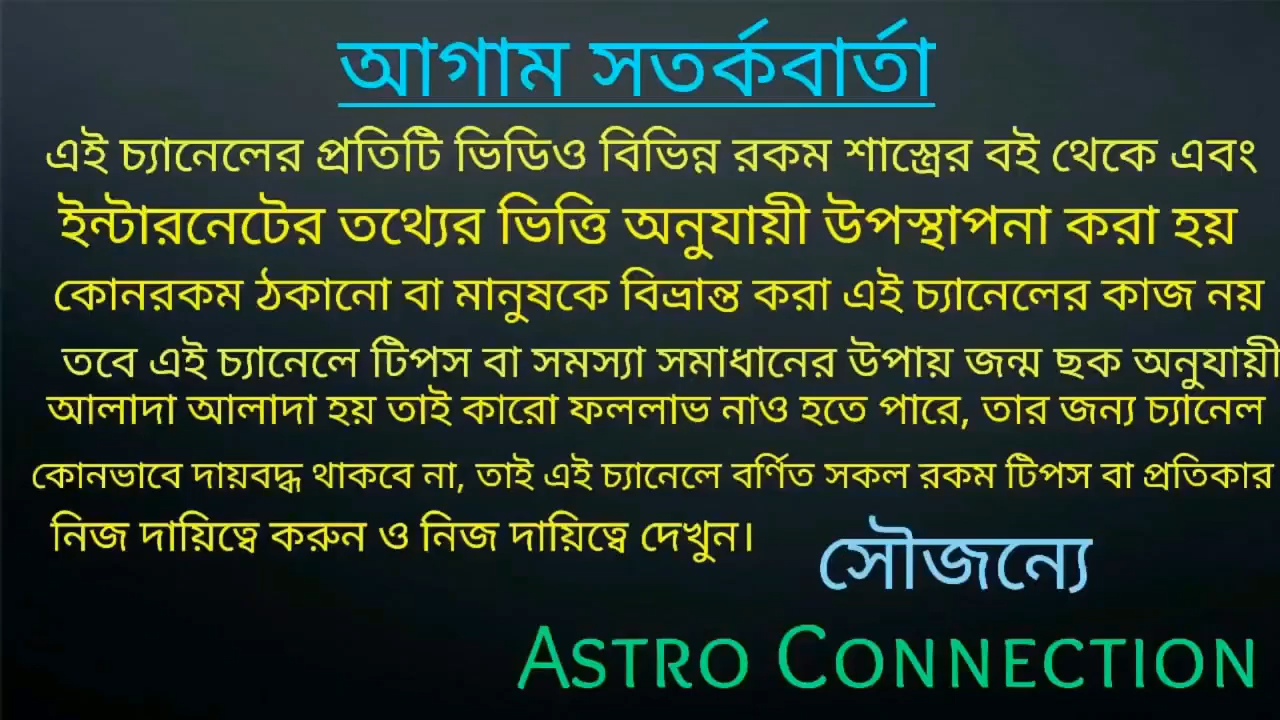 আগাম সতর্কবার্তা
এই চ্যানেলের প্রতিটি ভিডিও বিভিন্ন রকম শাস্ত্রের বই থেকে এবং
ইন্টারনেটের তথ্যের ভিত্তি অনুযায়ী উপস্থাপনা করা হয়
কোনরকম ঠকানো বা মানুষকে বিভ্রান্ত করা এই চ্যানেলের কাজ নয়
তবে এই চ্যানেলে টিপস বা সমস্যা সমাধানের উপায় জন্ম ছক অনুযায়ী
আলাদা আলাদা হয় তাই কারো ফললাভ নাও হতে পারে, তার জন্য চ্যানেল
কোনভাবে দায়বদ্ধ থাকবে না, তাই এই চ্যানেলে বর্ণিত সকল রকম টিপস বা প্রতিকার
নিজ দায়িত্বে করুন ও নিজ দায়িত্বে দেখুন।
সৌজন্যে
ASTRO CONNECTION